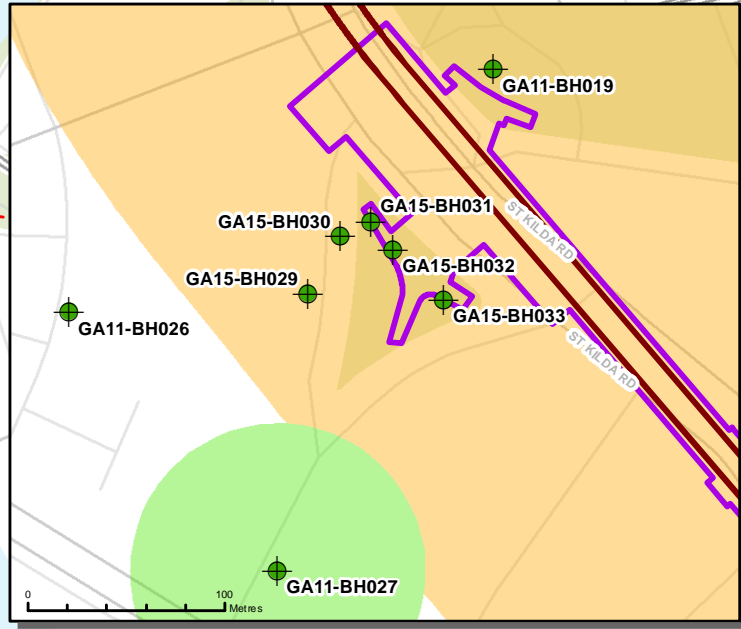 GA11-BH019
GA15-BH031
GA15-BH030
ST KILDA RD
GA15-BH032
GA15-BH029
GA15-BH033
GA11-BH026
ST KILDA RD
GA11-BH027
0 100
Metres